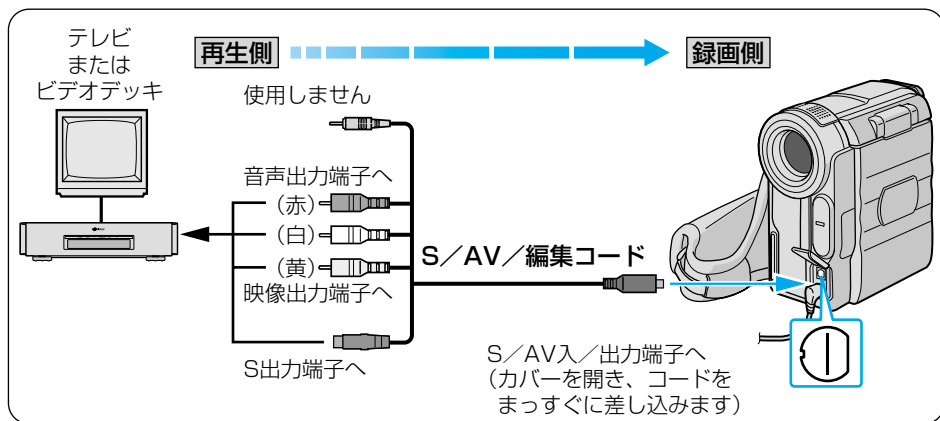 テレビ
または
ビデオデッキ
再生側
録画側
使用しません
音声出力端子へ
(赤)
(白)
(黄)
映像出力端子へ
S出力端子へ
S／AV／編集コード
S／AV入／出力端子へ
(カバーを開き、コードを
まっすぐに差し込みます)